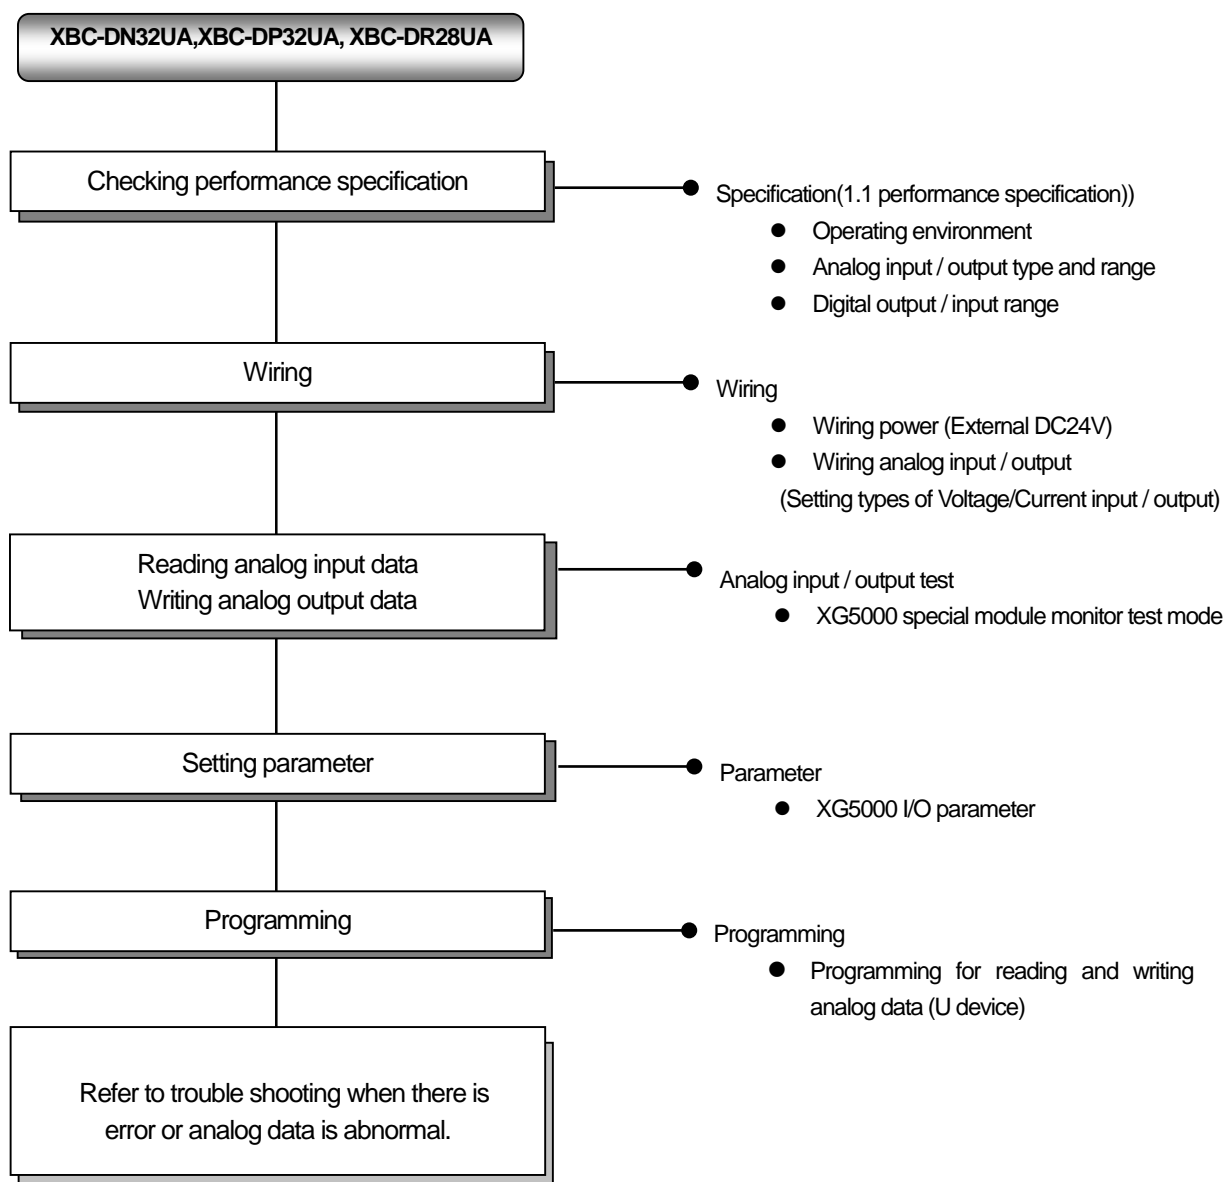 XBC-DN32UA,XBC-DP32UA, XBC-DR28UA
Checking performance specification
Specification(1.1 performance specification))
● Operating environment
● Analog input / output type and range
● Digital output / input range
Wiring
Wiring
● Wiring power (External DC24V)
● Wiring analog input / output
(Setting types of Voltage/Current input / output)
Reading analog input data
Writing analog output data
Analog input / output test
● XG5000 special module monitor test mode
Setting parameter
Parameter
● XG5000 I/O parameter
Programming
Programming
● Programming for reading and writing
analog data (U device)
Refer to trouble shooting when there is
error or analog data is abnormal.